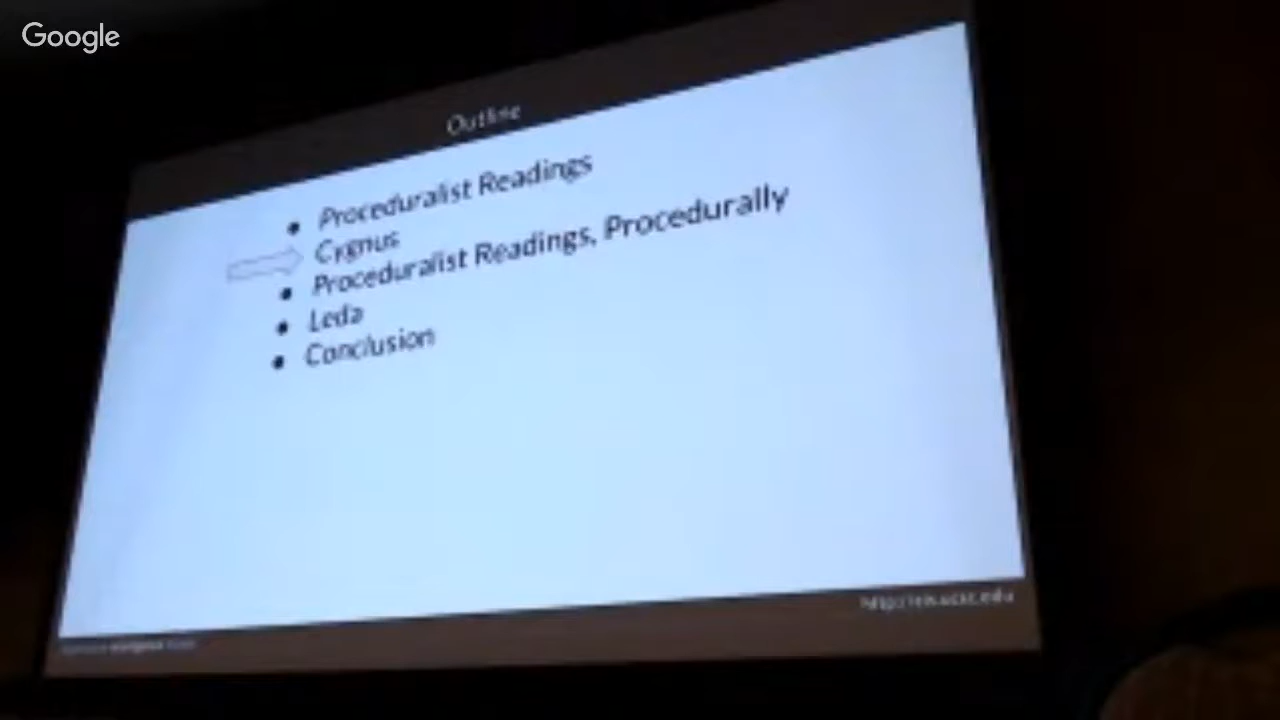 Google
Outline
Proceduralist Readings
Cygnus
Proceduralist Readings, Procedurally
Leda
Conclusion